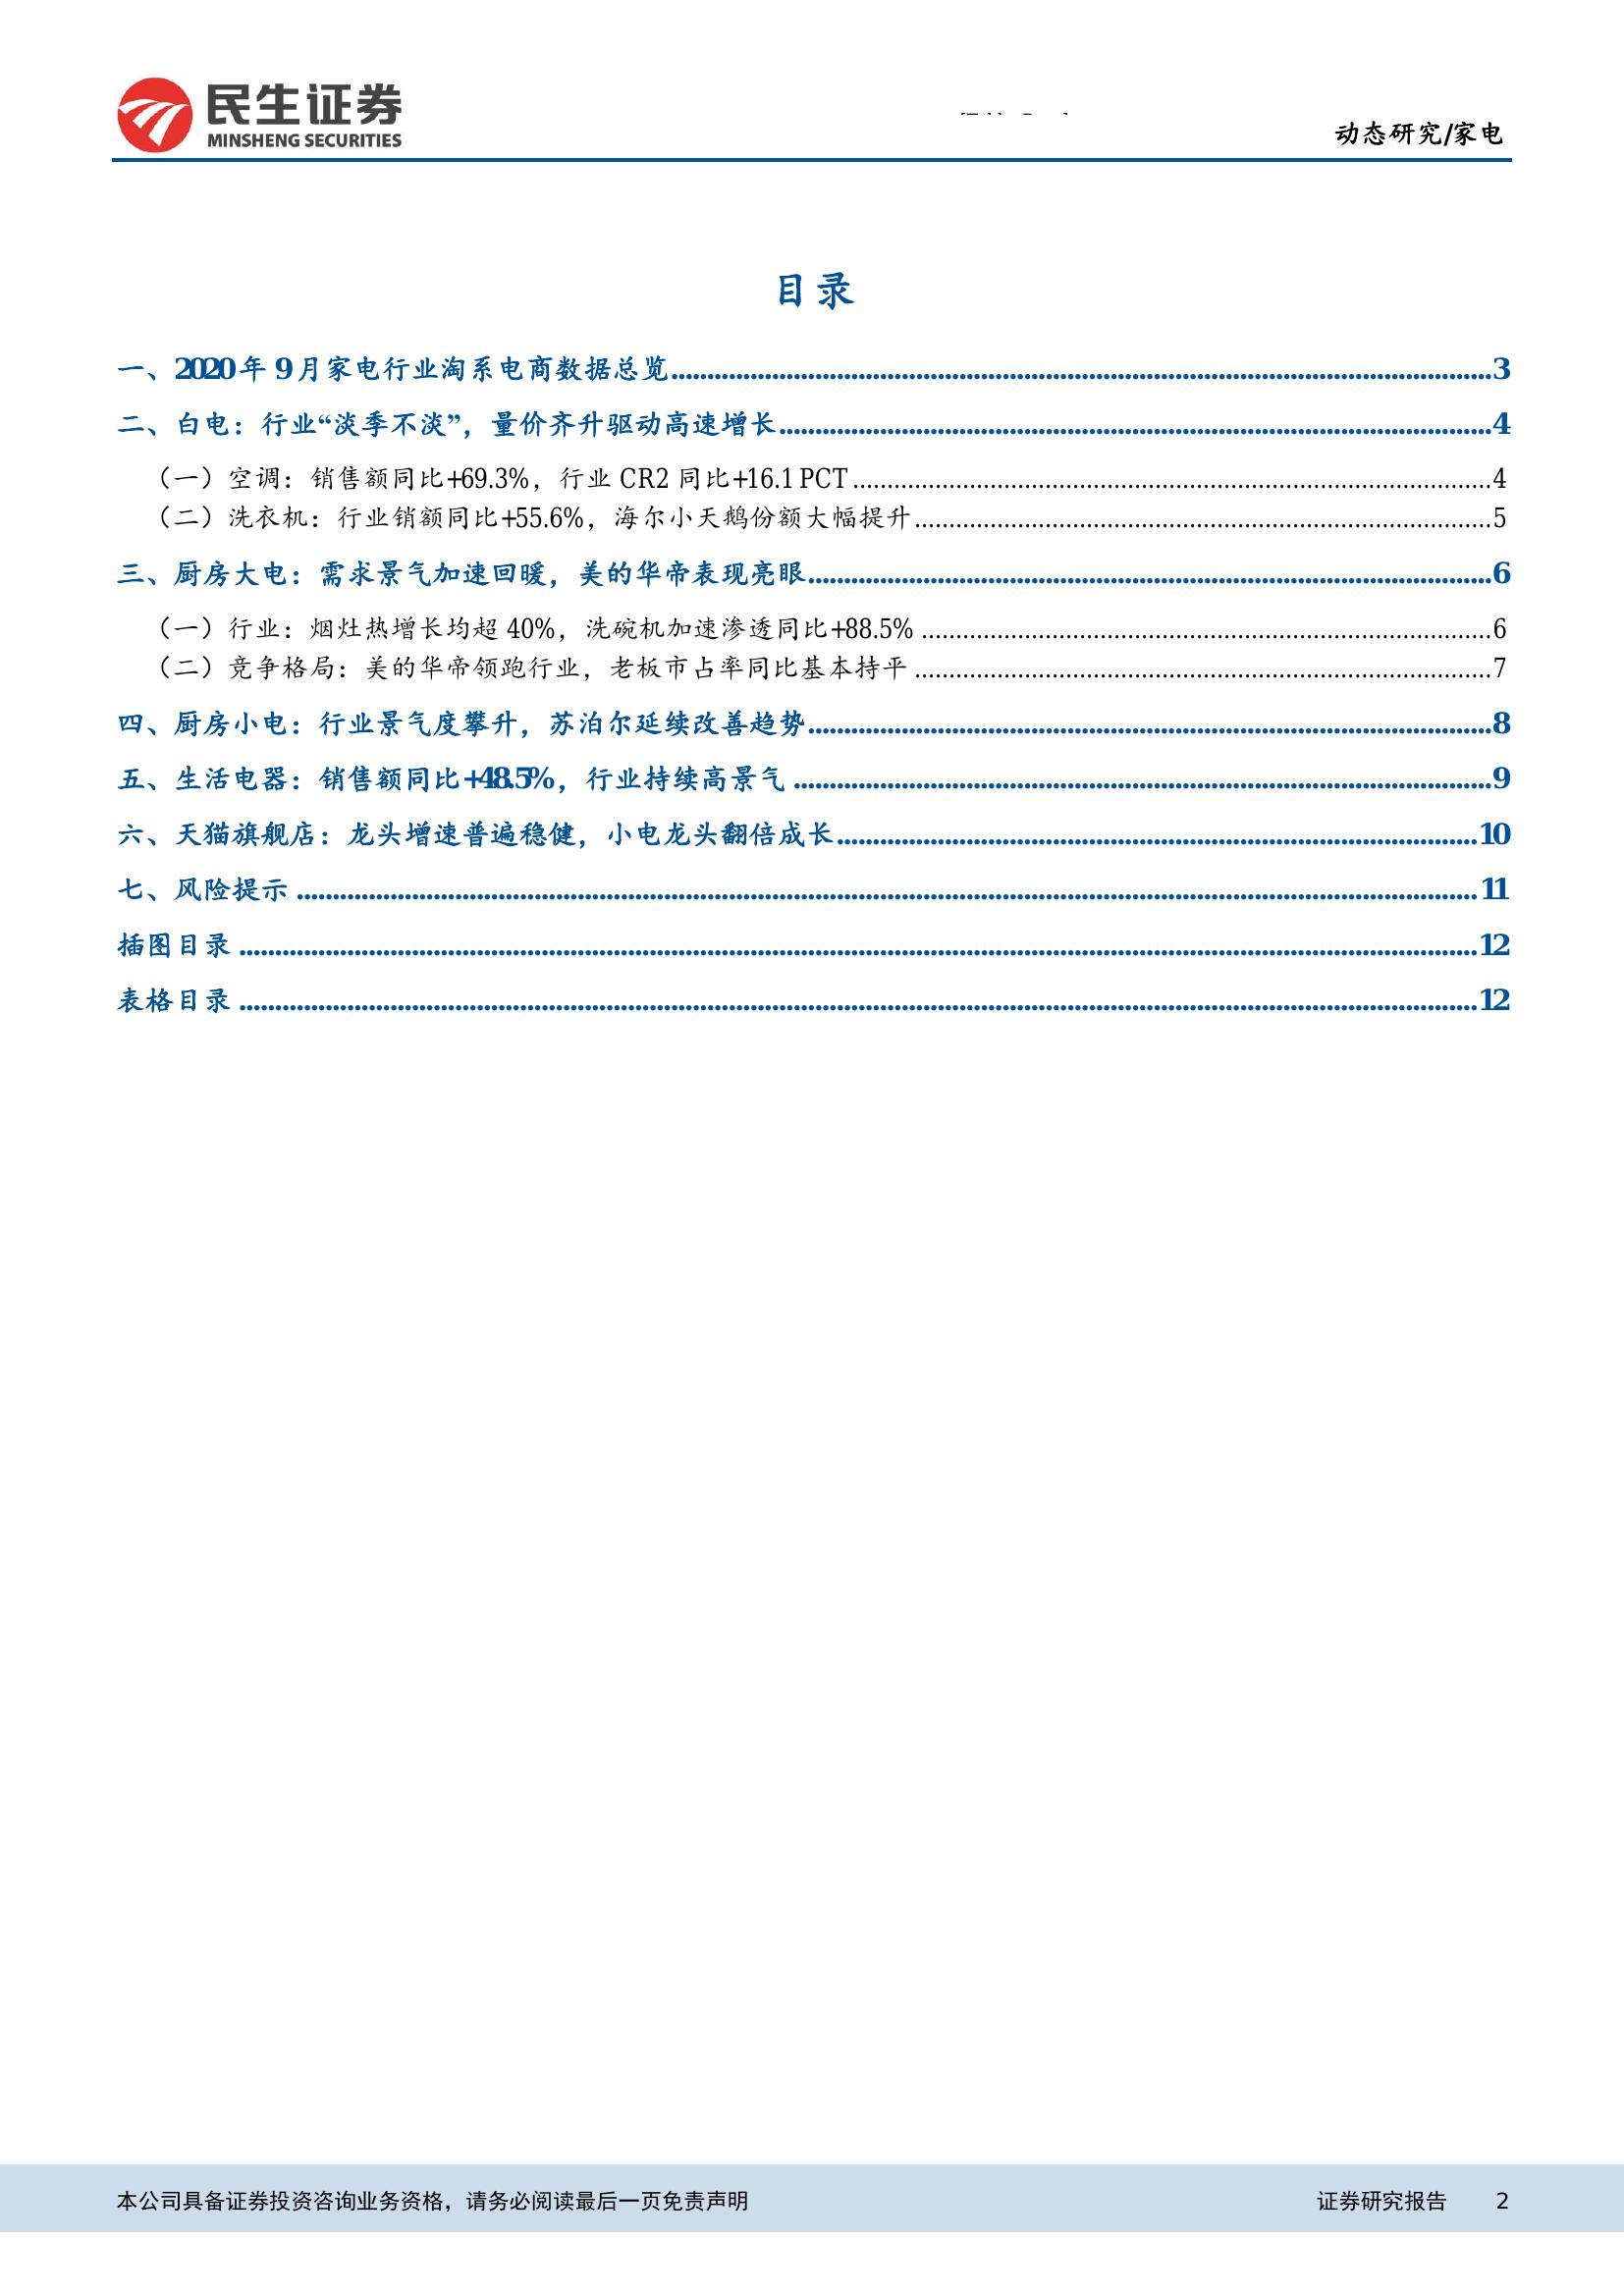 民生证券
MINSHENG SECURITIES
动态研究/家电
目录
一、2020 年 9 月家电行业淘系电商数据总览........................................3
二、白电：行业“淡季不淡”，量价齐升驱动高速增长........................................4
（一）空调：销售额同比+69.3%，行业 CR2 同比+16.1 PCT........................................4
（二）洗衣机：行业销额同比+55.6%，海尔小天鹅份额大幅提升........................................5
三、厨房大电：需求景气加速回暖，美的华帝表现亮眼........................................6
（一）行业：烟灶热增长均超 40%，洗碗机加速渗透同比+88.5%........................................6
（二）竞争格局：美的华帝领跑行业，老板市占率同比基本持平........................................7
四、厨房小电：行业景气度攀升，苏泊尔延续改善趋势........................................8
五、生活电器：销售额同比+48.5%，行业持续高景气........................................9
六、天猫旗舰店：龙头增速普遍稳健，小电龙头翻倍成长........................................10
七、风险提示........................................11
插图目录........................................12
表格目录........................................12
本公司具备证券投资咨询业务资格，请务必阅读最后一页免责声明 证券研究报告 2